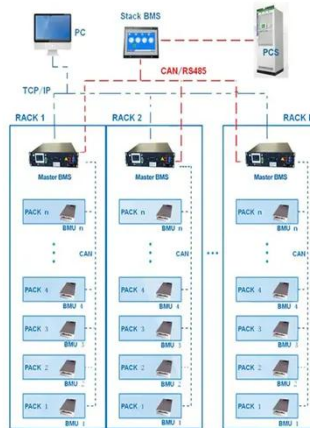 PC
Stack BMS
PCS
CAN/RS485
TCP/IP
RACK 1
RACK 2
RACK
Master BMS
Master BMS
Master BMS
PACK n
BMU n
PACK n
BMU n
PACK n
BMU n
CAN
CAN
CAN
PACK 4
BMU 4
PACK 4
BMU 4
PACK 4
BMU 4
PACK 3
BMU 3
PACK 3
BMU 3
PACK 3
BMU 3
PACK 2
BMU 2
PACK 2
BMU 2
PACK 2
BMU 2
PACK 1
BMU 1
PACK 1
BMU 1
PACK 1
BMU 1